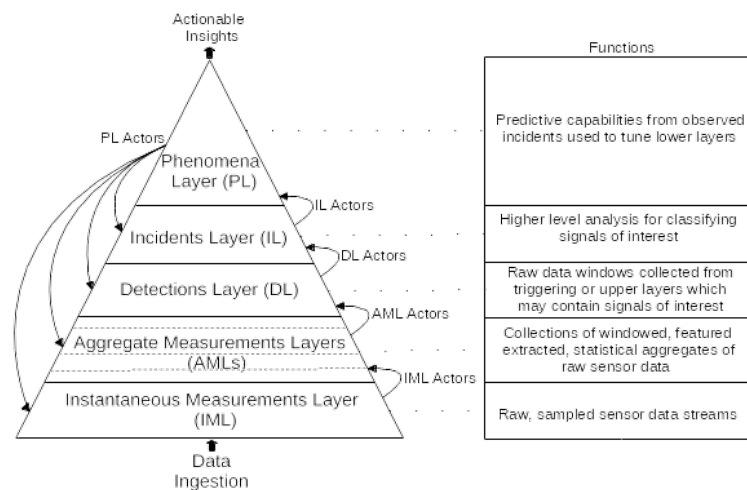 Actionable
Insights
Functions
PL Actors
Predictive capabilities from observed
incidents used to tune lower layers
Phenomena
Layer (PL)
IL Actors
Incidents Layer (IL)
Higher level analysis for classifying
signals of interest
DL Actors
Detections Layer (DL)
Raw data windows collected from
triggering or upper layers which
may contain signals of interest
AML Actors
Aggregate Measurements Layers
(AMLs)
Collections of windowed, featured
extracted, statistical aggregates of
raw sensor data
IML Actors
Instantaneous Measurements Layer
(IML)
Raw, sampled sensor data streams
Data
Ingestion